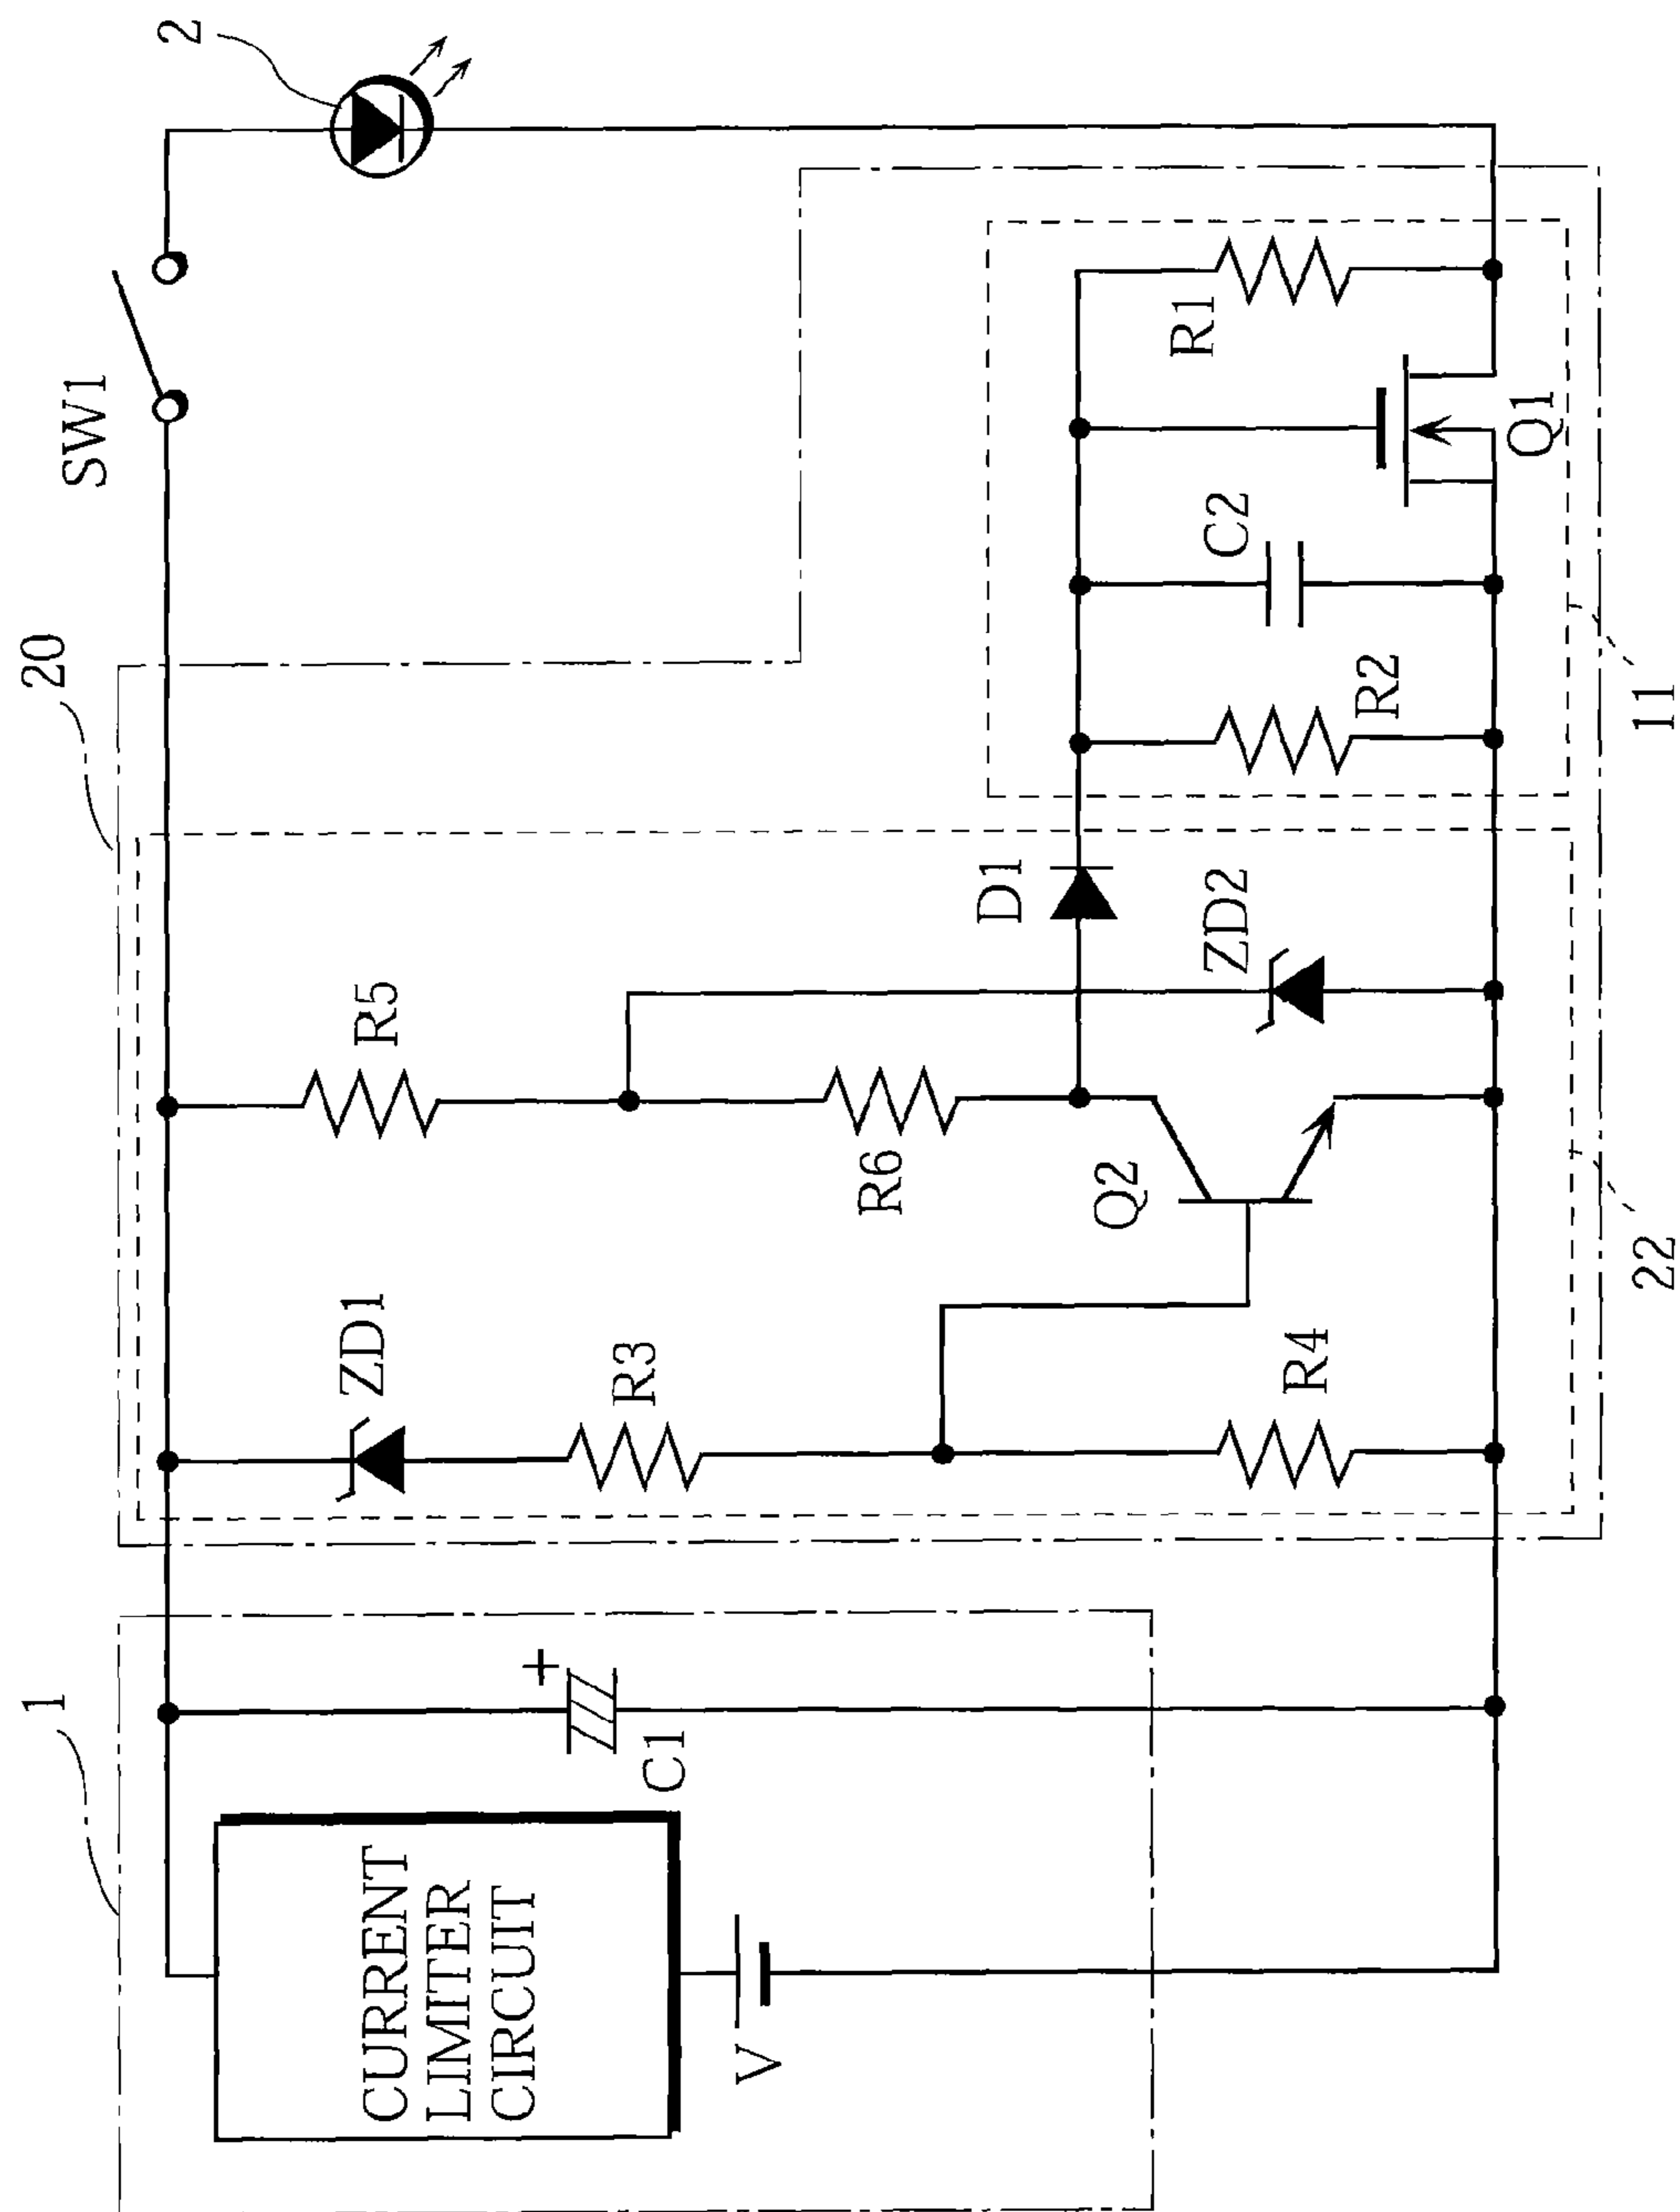 1
20
SW1
2
ZD1
R5
CURRENT
LIMITER
CIRCUIT
+
R3
C1
V
R6
D1
Q2
R1
ZD2
C2
R4
R2
Q1
22
11